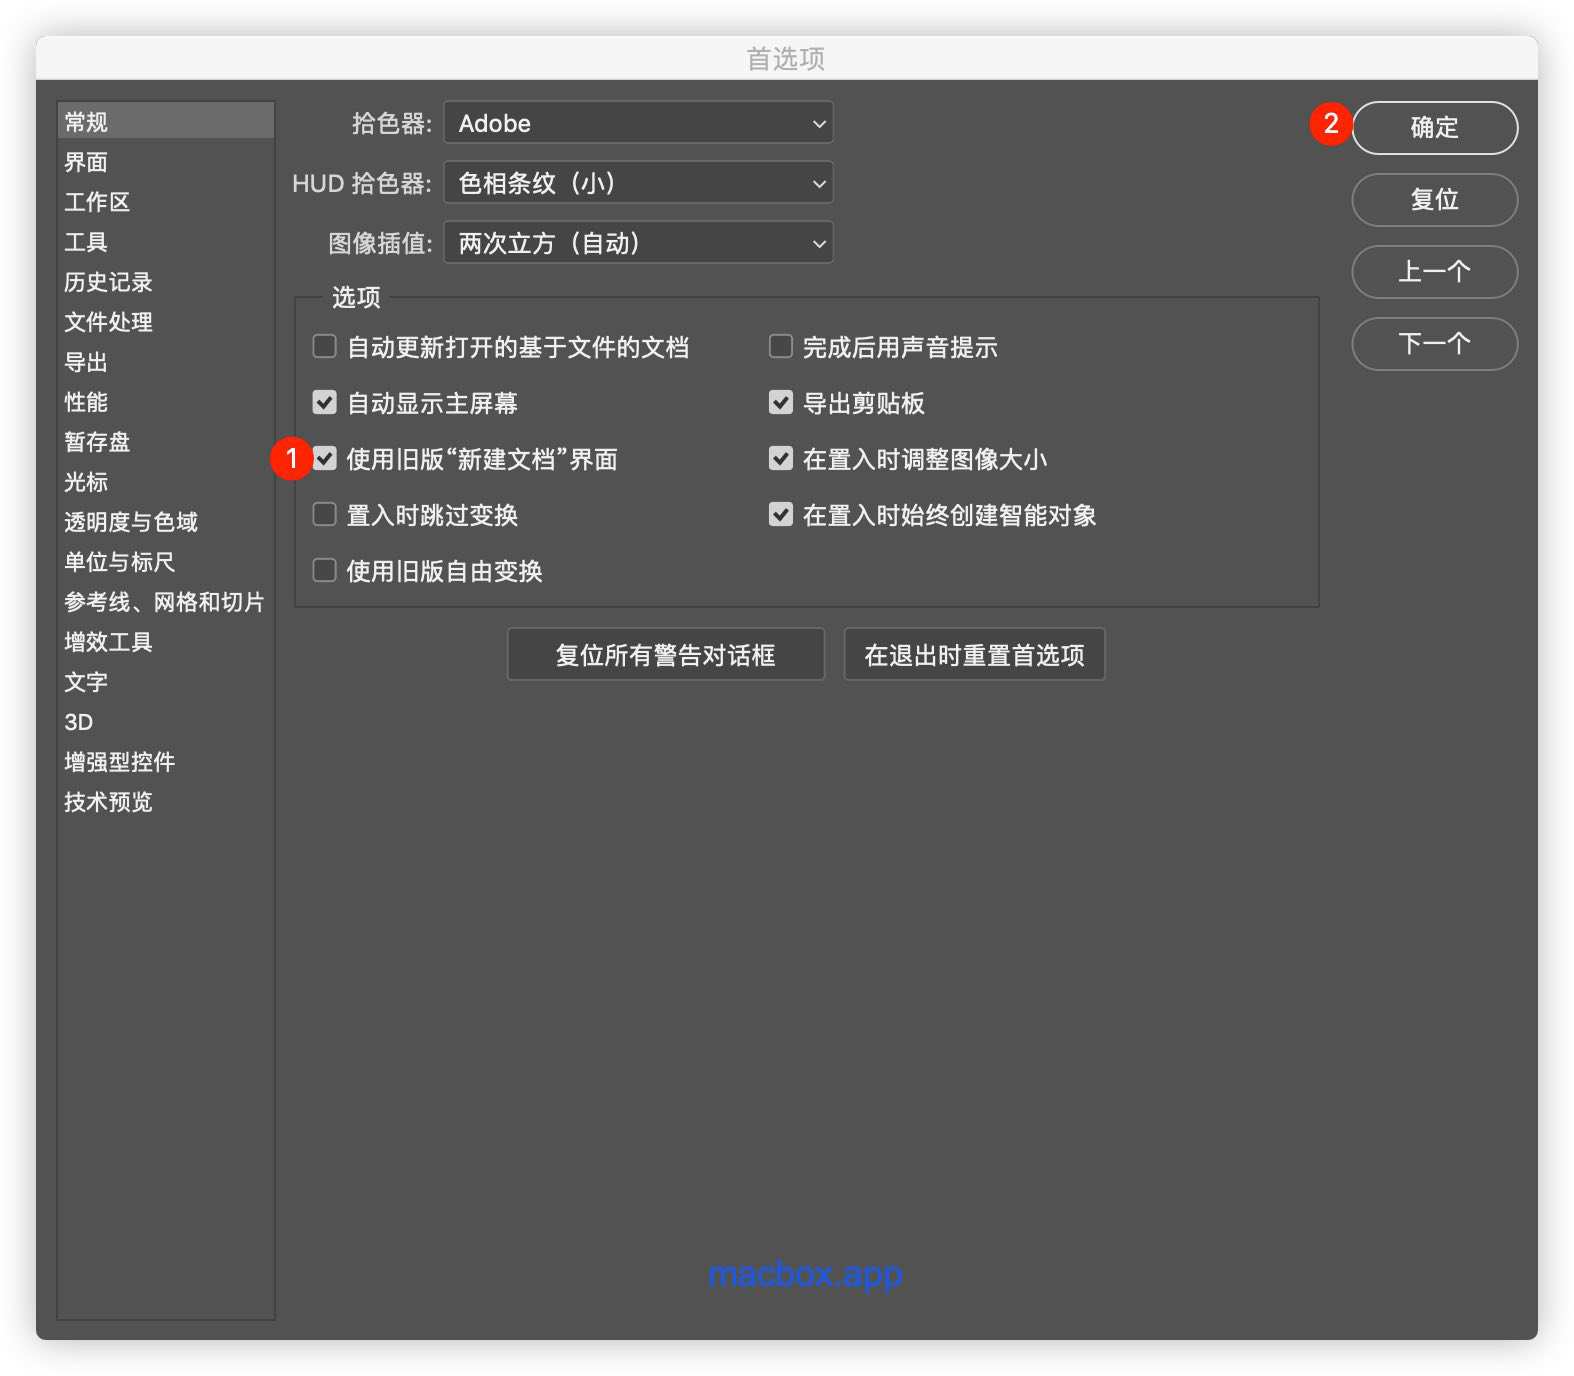 首选项
常规
界面
工作区
工具
历史记录
文件处理
导出
性能
暂存盘
光标
透明度与色域
单位与标尺
参考线、网格和切片
增效工具
文字
3D
增强型控件
技术预览
拾色器: Adobe
HUD 拾色器: 色相条纹（小）
图像插值: 两次立方（自动）
选项
自动更新打开的基于文件的文档
完成后用声音提示
自动显示主屏幕
导出剪贴板
1 使用旧版“新建文档”界面
在置入时调整图像大小
置入时跳过变换
在置入时始终创建智能对象
使用旧版自由变换
复位所有警告对话框
在退出时重置首选项
2 确定
复位
上一个
下一个
macbox.app